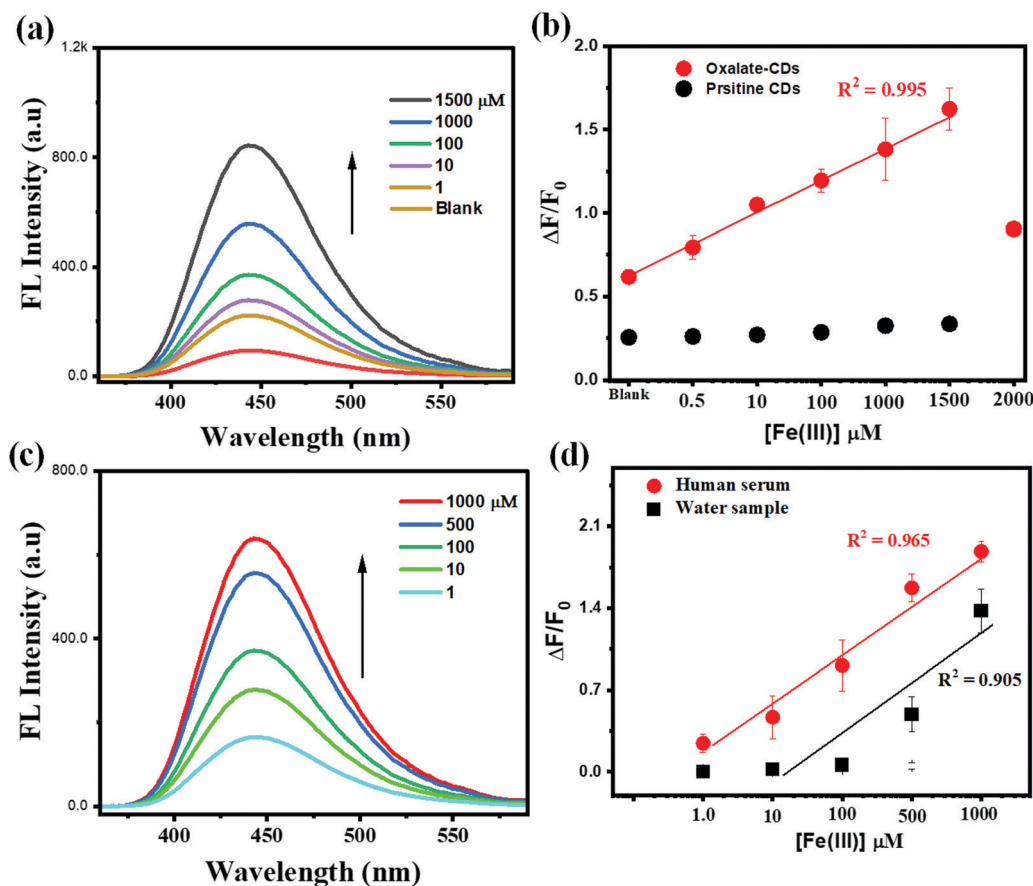 (a)
1.2k
800.0
400.0
0.0
FL Intensity (a.u)
1500 µM
1000
100
10
1
Blank
400
450
500
550
Wavelength (nm)
(b)
2.0
1.5
1.0
0.5
0.0
ΔF/F0
Oxalate-CDs
Prsitine CDs
R2 = 0.995
Blank
0.5
10
100
1000
1500
2000
[Fe(III)] µM
(c)
800.0
400.0
0.0
FL Intensity (a.u)
1000 µM
500
100
10
1
400
450
500
550
Wavelength (nm)
(d)
2.1
1.4
0.7
0.0
ΔF/F0
Human serum
Water sample
R2 = 0.965
R2 = 0.905
1.0
10
100
500
1000
[Fe(III)] µM